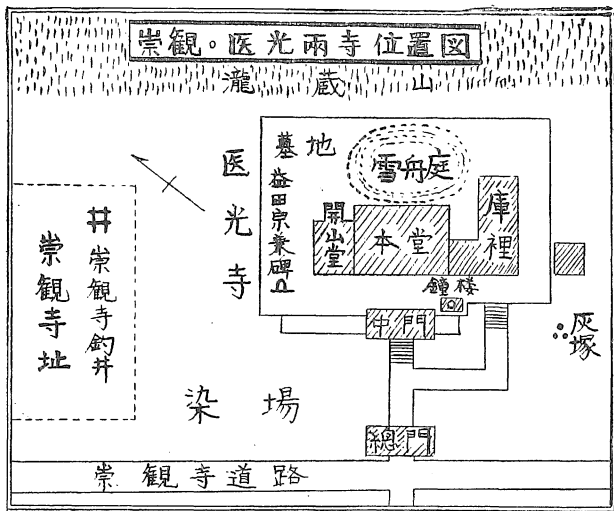 崇観。医光両寺位置図
瀧蔵山
医光寺
墓地
益田宗兼碑
雪舟庭
開山堂
本堂
庫裡
鐘楼
中門
灰塚
井
崇観寺釣井
崇観寺址
染場
總門
崇観寺道路